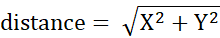 distance = √(X² + Y²)